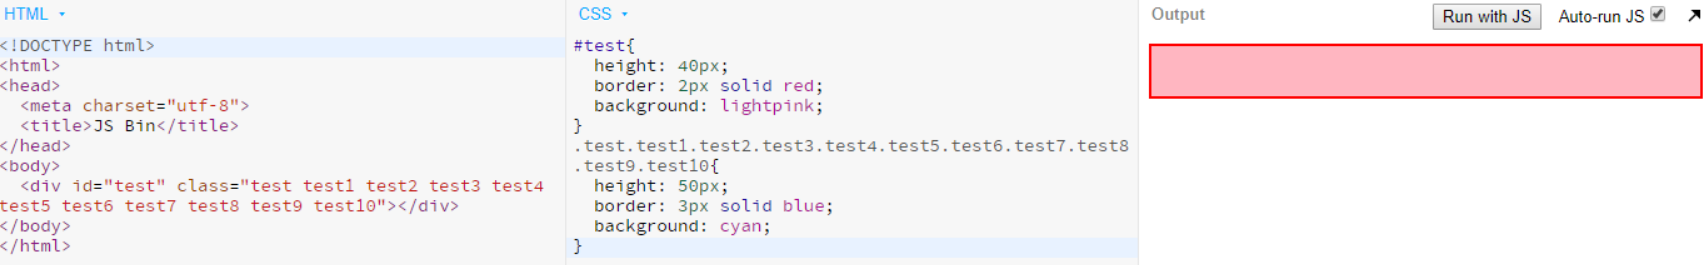 HTML
<!DOCTYPE html>
<html>
<head>
  <meta charset="utf-8">
  <title>JS Bin</title>
</head>
<body>
  <div id="test" class="test test1 test2 test3 test4
test5 test6 test7 test8 test9 test10"></div>
</body>
</html>
CSS
#test{
  height: 40px;
  border: 2px solid red;
  background: lightpink;
}
.test.test1.test2.test3.test4.test5.test6.test7.test8
.test9.test10{
  height: 50px;
  border: 3px solid blue;
  background: cyan;
}
Output
Run with JS
Auto-run JS